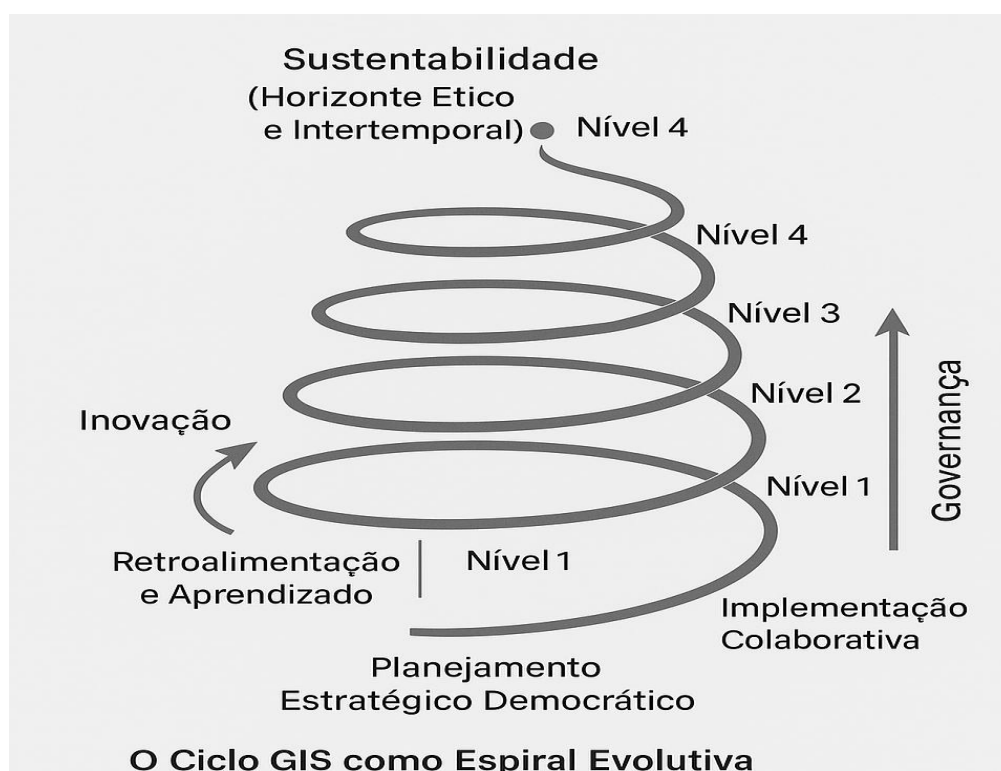 Sustentabilidade
(Horizonte Etico
e Intertemporal)
Nível 4
Nível 4
Nível 3
Nível 2
Inovação
Nível 1
Governança
Retroalimentação
e Aprendizado
Nível 1
Implementação
Colaborativa
Planejamento
Estratégico Democrático
O Ciclo GIS como Espiral Evolutiva